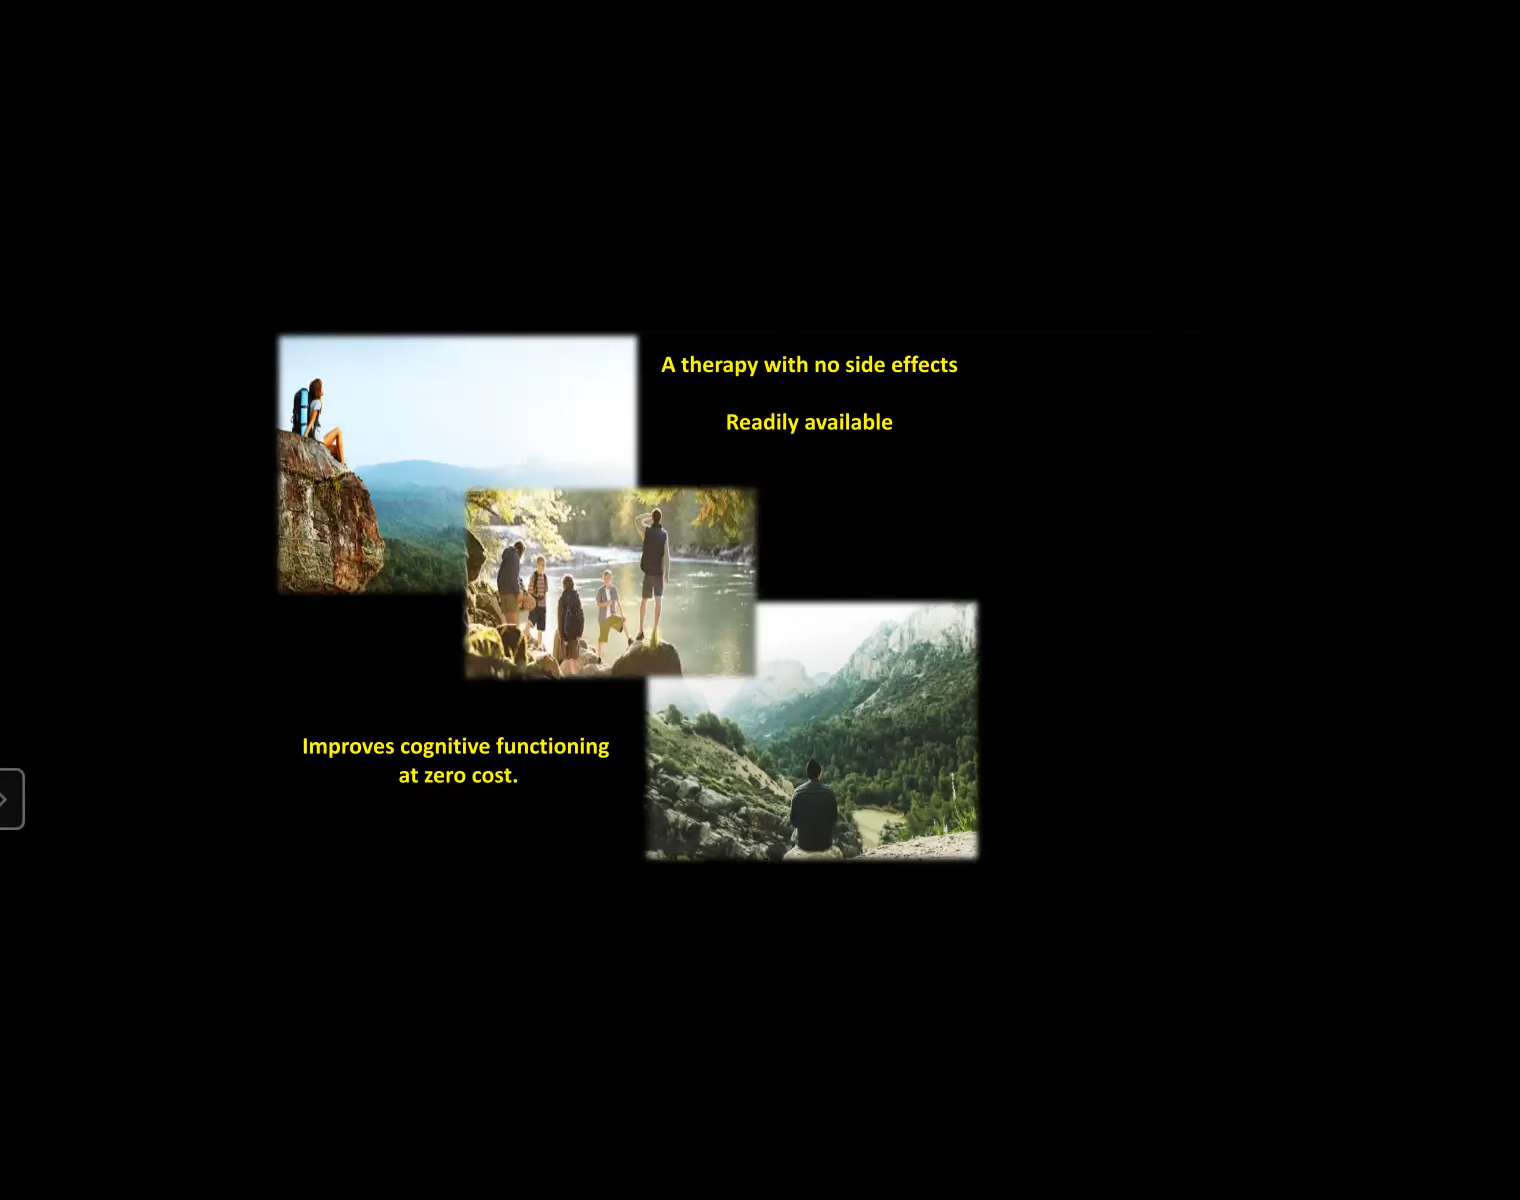 A therapy with no side effects
Readily available
Improves cognitive functioning
at zero cost.